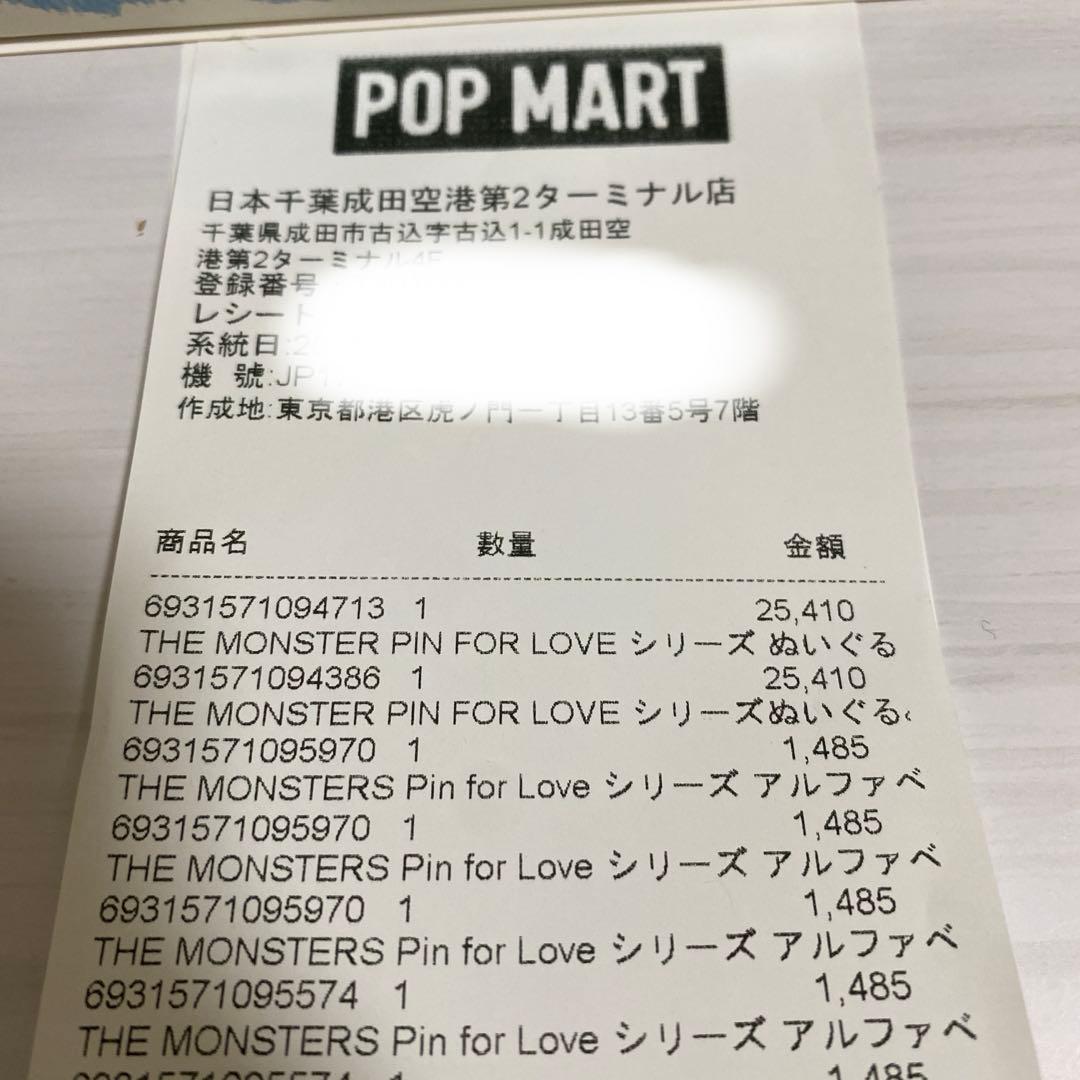 POP MART
日本千葉成田空港第2ターミナル店
千葉県成田市古込字古込1-1成田空
港第2ターミナル4F
登録番号
レシート
系統日:2
機 號:JP1
作成地:東京都港区虎ノ門一丁目13番5号7階
商品名 數量 金額
6931571094713 1 25,410
THE MONSTER PIN FOR LOVE シリーズ ぬいぐる
6931571094386 1 25,410
THE MONSTER PIN FOR LOVE シリーズぬいぐる
6931571095970 1 1,485
THE MONSTERS Pin for Love シリーズ アルファベ
6931571095970 1 1,485
THE MONSTERS Pin for Love シリーズ アルファベ
6931571095970 1 1,485
THE MONSTERS Pin for Love シリーズ アルファベ
6931571095574 1 1,485
THE MONSTERS Pin for Love シリーズ アルファベ
6931571095574 1 1,485